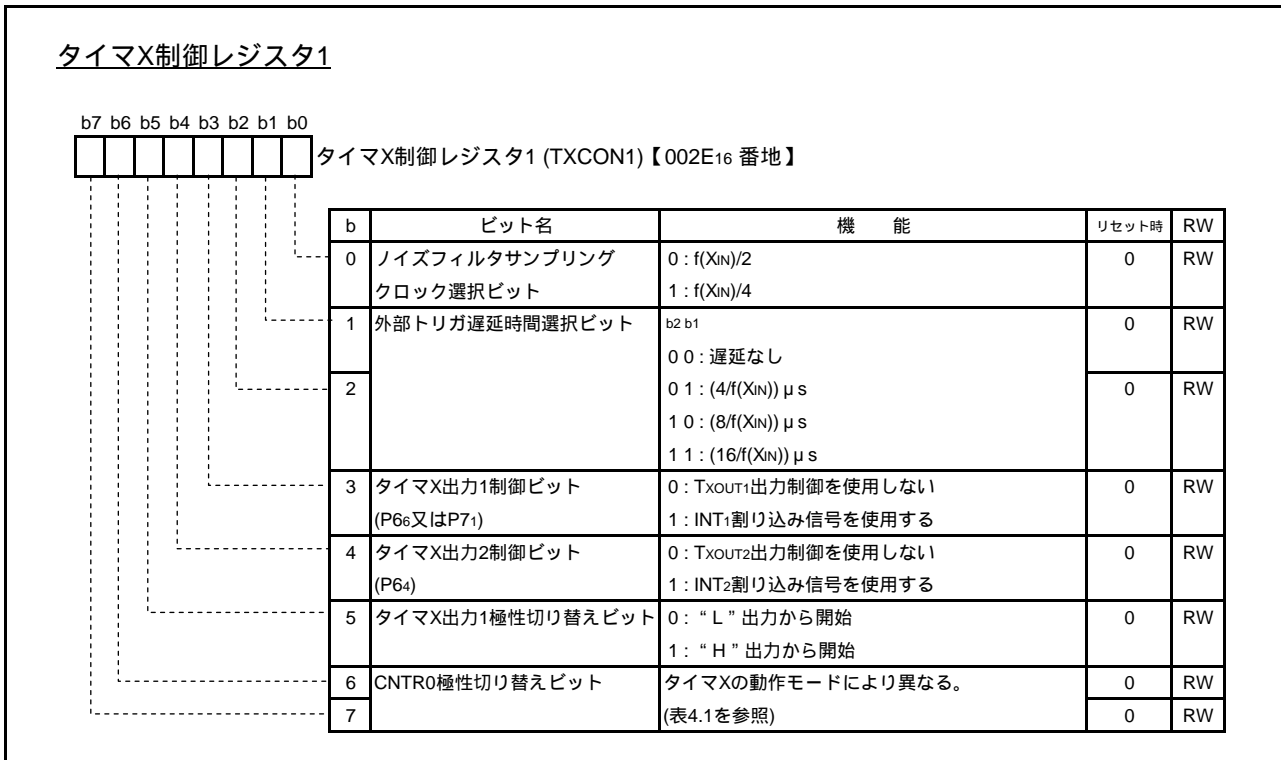 タイマX制御レジスタ1
b7 b6 b5 b4 b3 b2 b1 b0
タイマX制御レジスタ1 (TXCON1)【002E16 番地】
b ビット名 機 能 リセット時 RW
0 ノイズフィルタサンプリング 0 : f(XIN)/2 0 RW
クロック選択ビット 1 : f(XIN)/4
1 外部トリガ遅延時間選択ビット b2 b1 0 RW
0 0 : 遅延なし
2 0 1 : (4/f(XIN)) μ s 0 RW
1 0 : (8/f(XIN)) μ s
1 1 : (16/f(XIN)) μ s
3 タイマX出力1制御ビット 0 : TXOUT1出力制御を使用しない 0 RW
(P66又はP71) 1 : INT1割り込み信号を使用する
4 タイマX出力2制御ビット 0 : TXOUT2出力制御を使用しない 0 RW
(P64) 1 : INT2割り込み信号を使用する
5 タイマX出力1極性切り替えビット 0 : “ L ” 出力から開始 0 RW
1 : “ H ” 出力から開始
6 CNTR0極性切り替えビット タイマXの動作モードにより異なる。 0 RW
7 (表4.1を参照) 0 RW